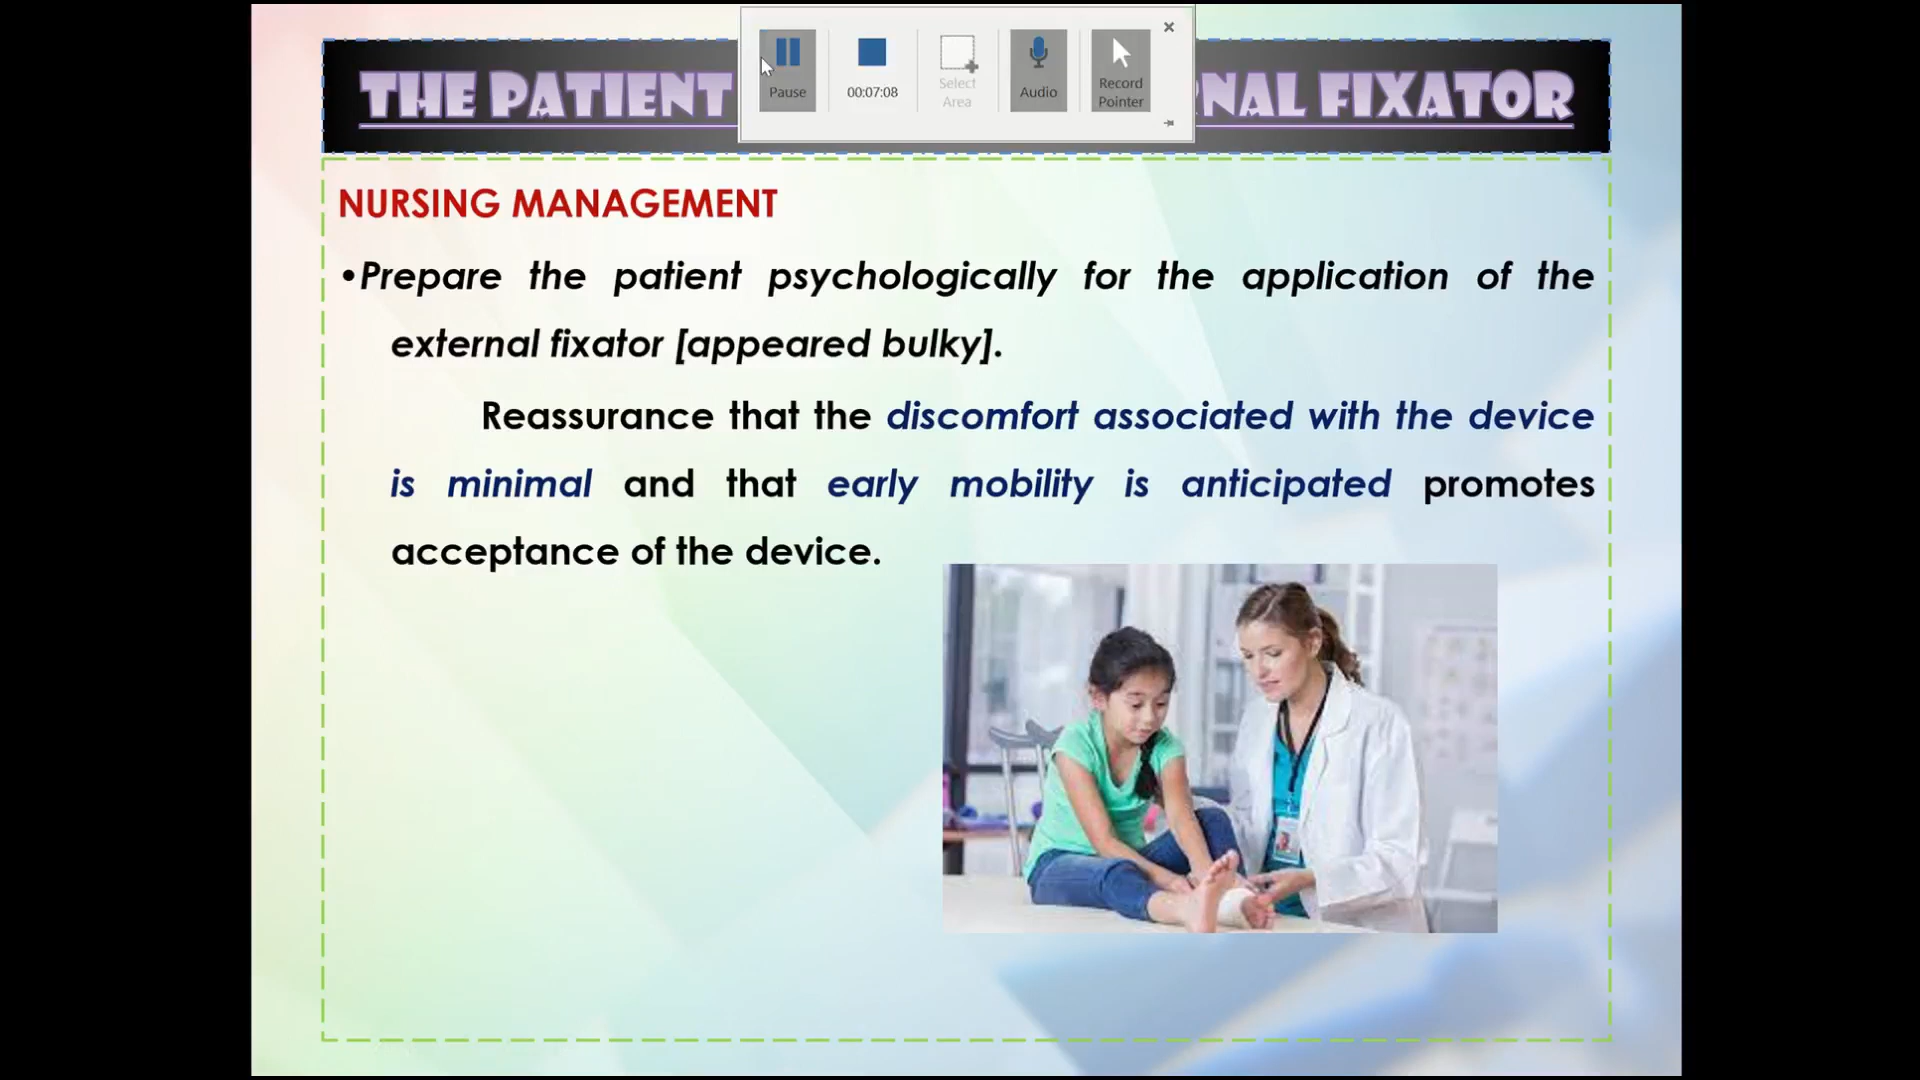 THE PATIENT
NAL FIXATOR
Pause
00:07:08
Select
Area
Audio
Record
Pointer
NURSING MANAGEMENT
•Prepare the patient psychologically for the application of the
external fixator [appeared bulky].
Reassurance that the discomfort associated with the device
is minimal and that early mobility is anticipated promotes
acceptance of the device.